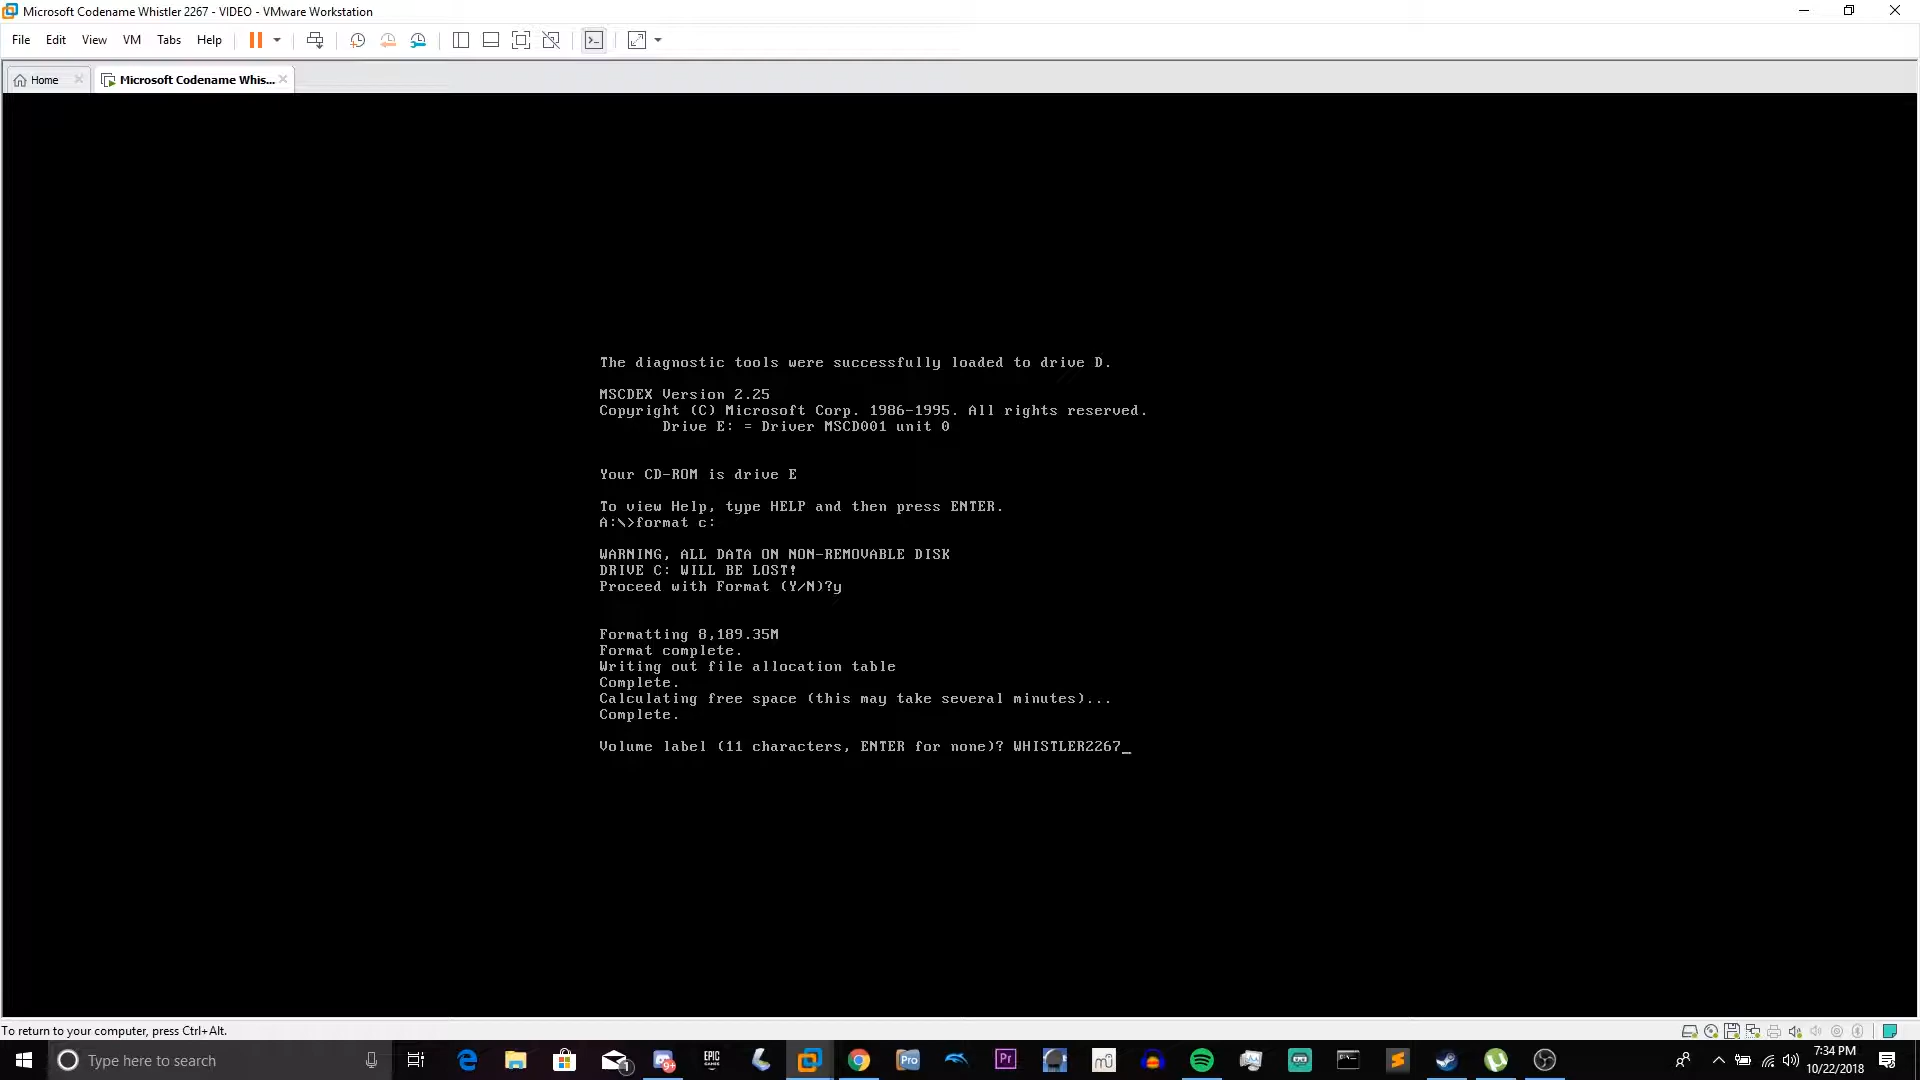 Microsoft Codename Whistler 2267 - VIDEO - VMware Workstation
File Edit View VM Tabs Help
Home
Microsoft Codename Whis...
The diagnostic tools were successfully loaded to drive D.
MSCDEX Version 2.25
Copyright (C) Microsoft Corp. 1986-1995. All rights reserved.
Drive E: = Driver MSCD001 unit 0
Your CD-ROM is drive E
To view Help, type HELP and then press ENTER.
A:\>format c:
WARNING, ALL DATA ON NON-REMOVABLE DISK
DRIVE C: WILL BE LOST!
Proceed with Format (Y/N)?y
Formatting 8,189.35M
Format complete.
Writing out file allocation table
Complete.
Calculating free space (this may take several minutes)...
Complete.
Volume label (11 characters, ENTER for none)? WHISTLER2267_
To return to your computer, press Ctrl+Alt.
Type here to search
1
9+
EPIC
GAMES
Pro
Pr
7:34 PM
10/22/2018